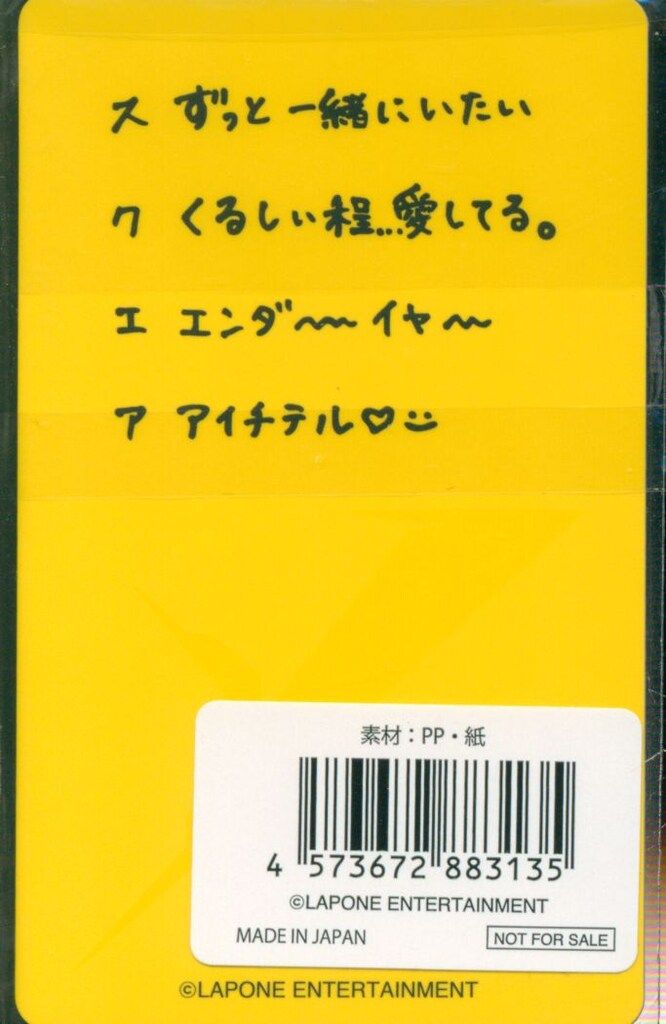 ス ずっと一緒にいたい
ク くるしい程...愛してる。
エ エンダ〜〜イヤ〜
ア アイチテル♡:)
素材：PP・紙
4 573672 883135
©LAPONE ENTERTAINMENT
MADE IN JAPAN NOT FOR SALE
©LAPONE ENTERTAINMENT